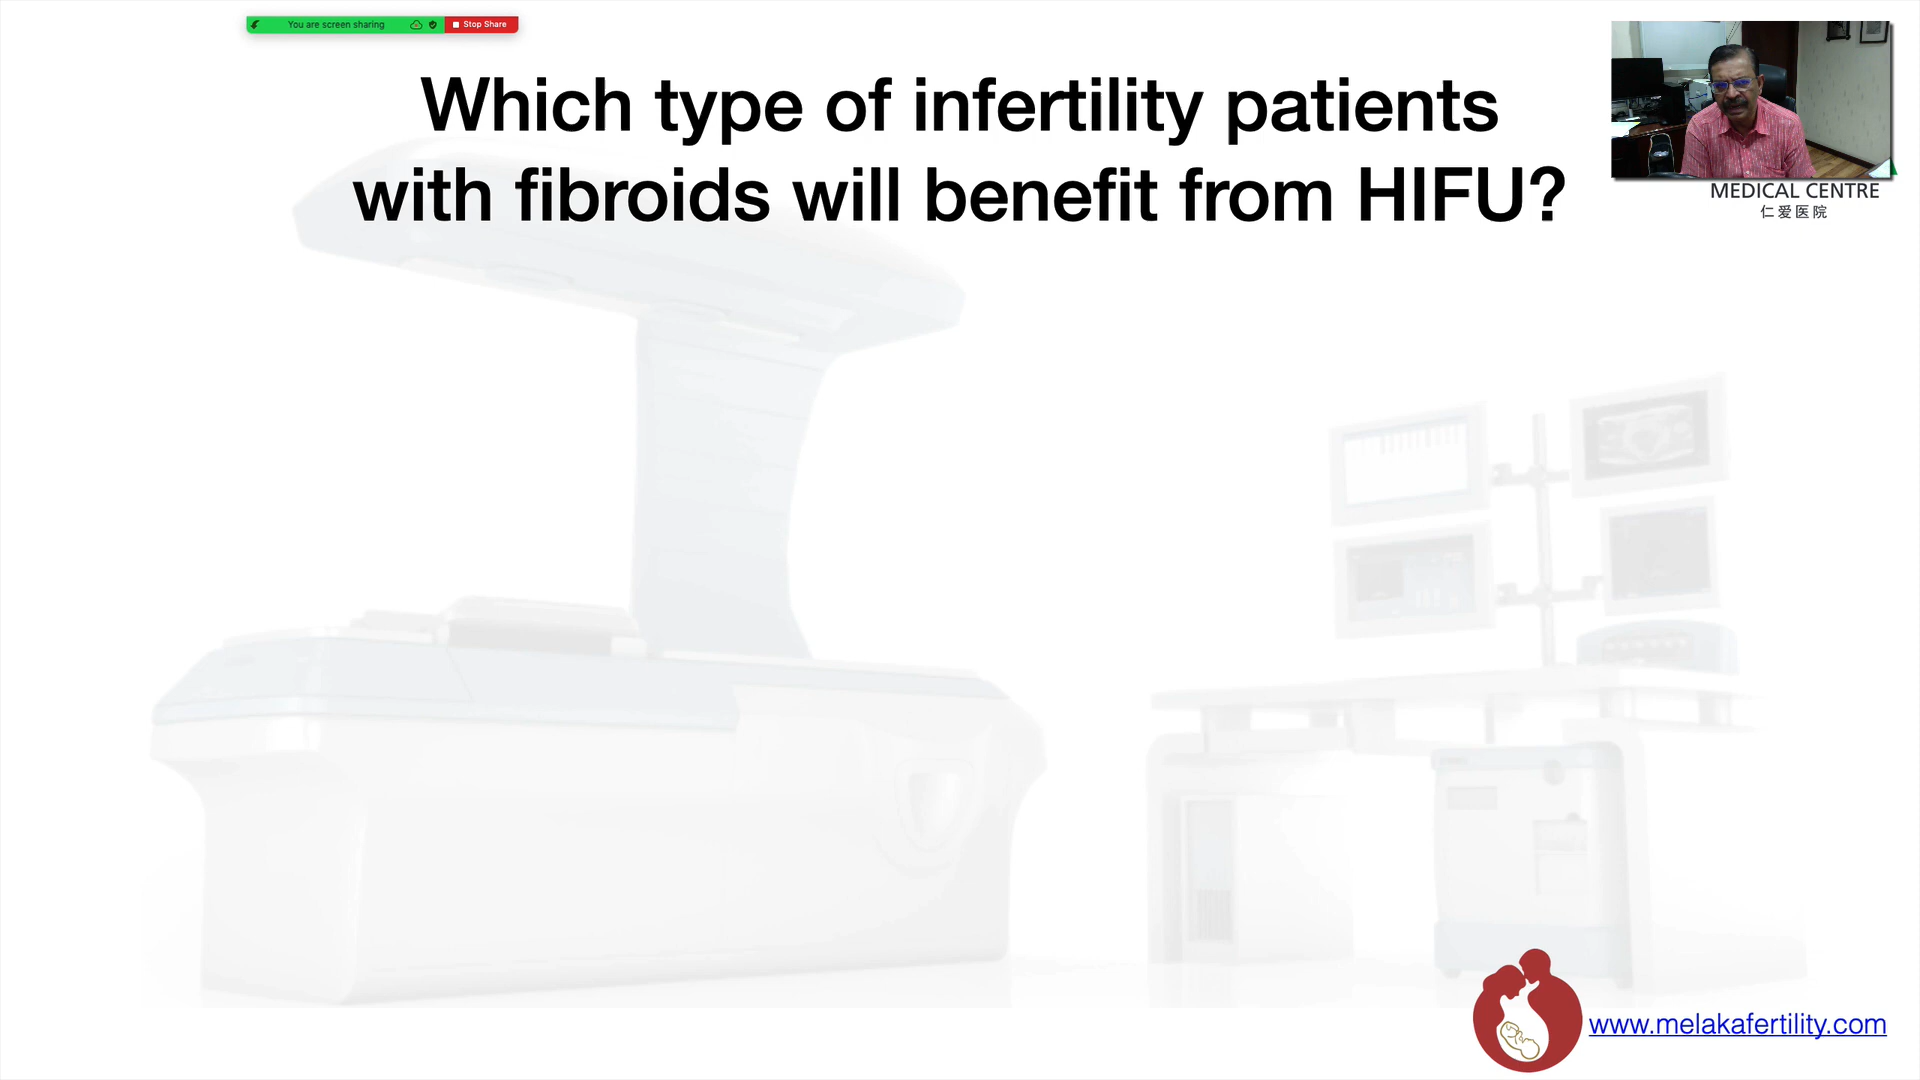 You are screen sharing
Stop Share
Which type of infertility patients
with fibroids will benefit from HIFU?
MEDICAL CENTRE
仁爱医院
www.melakafertility.com